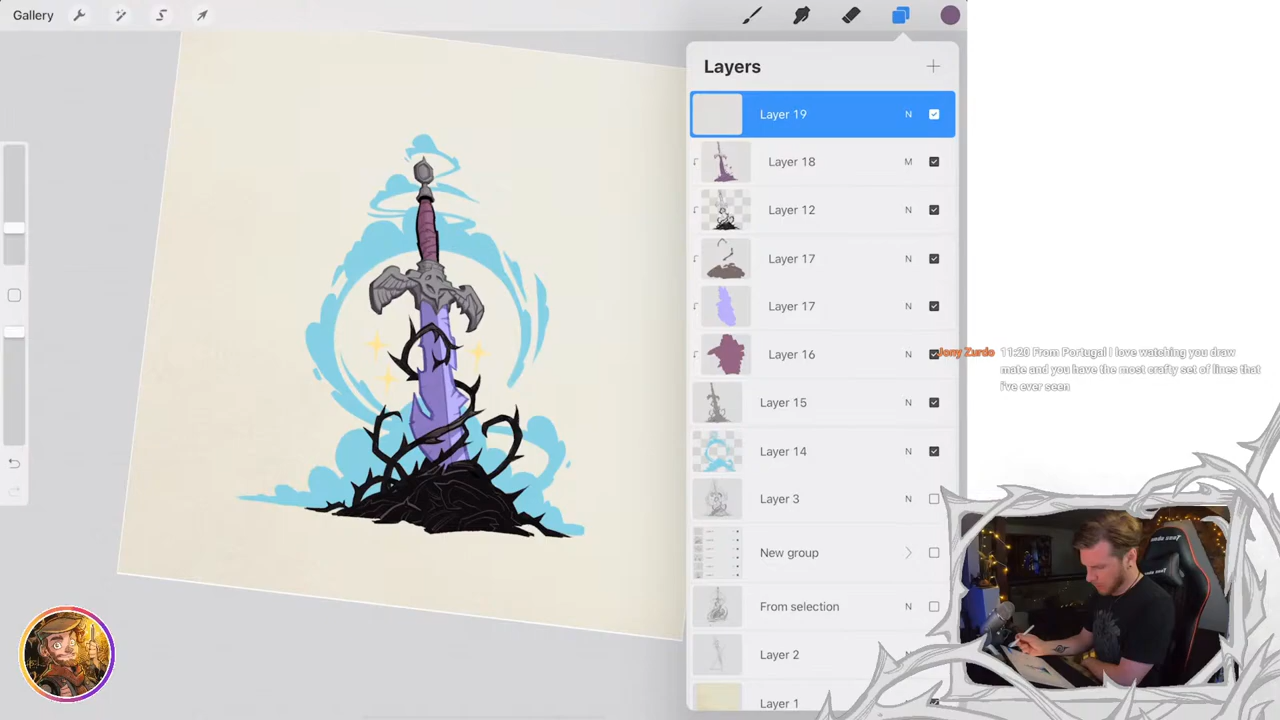 Gallery
Layers
Layer 19 N
Layer 18 M
Layer 12 N
Layer 17 N
Layer 17 N
Layer 16 N
Layer 15 N
Layer 14 N
Layer 3 N
New group
From selection N
Layer 2 N
Layer 1
Jony Zurdo 11:20 From Portugal I love watching you draw
mate and you have the most crafty set of lines that
i've ever seen